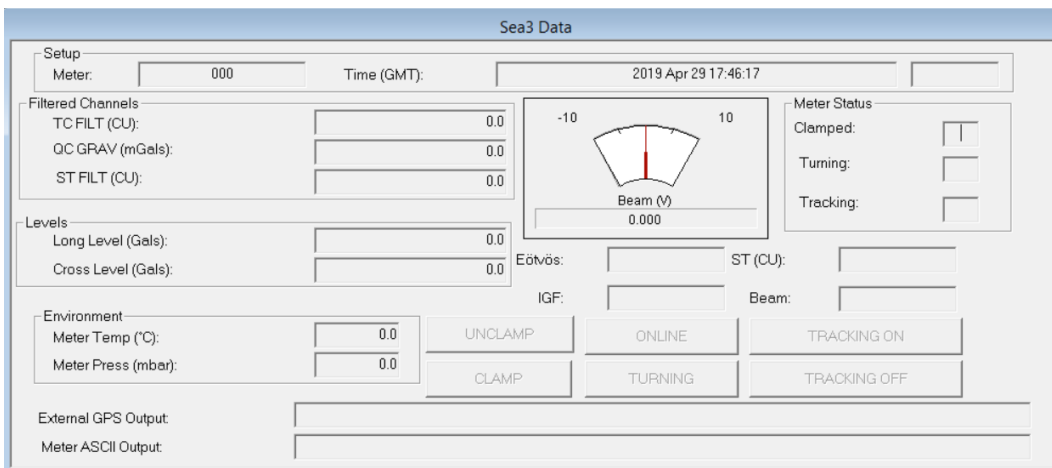 Sea3 Data
Setup
Meter: 000 Time (GMT): 2019 Apr 29 17:46:17
Filtered Channels
TC FILT (CU): 0.0
QC GRAV (mGals): 0.0
ST FILT (CU): 0.0
-10 10
Beam (V)
0.000
Meter Status
Clamped:
Turning:
Tracking:
Levels
Long Level (Gals): 0.0
Cross Level (Gals): 0.0
Eötvös: ST (CU):
IGF: Beam:
Environment
Meter Temp (°C): 0.0
Meter Press (mbar): 0.0
UNCLAMP ONLINE TRACKING ON
CLAMP TURNING TRACKING OFF
External GPS Output:
Meter ASCII Output: